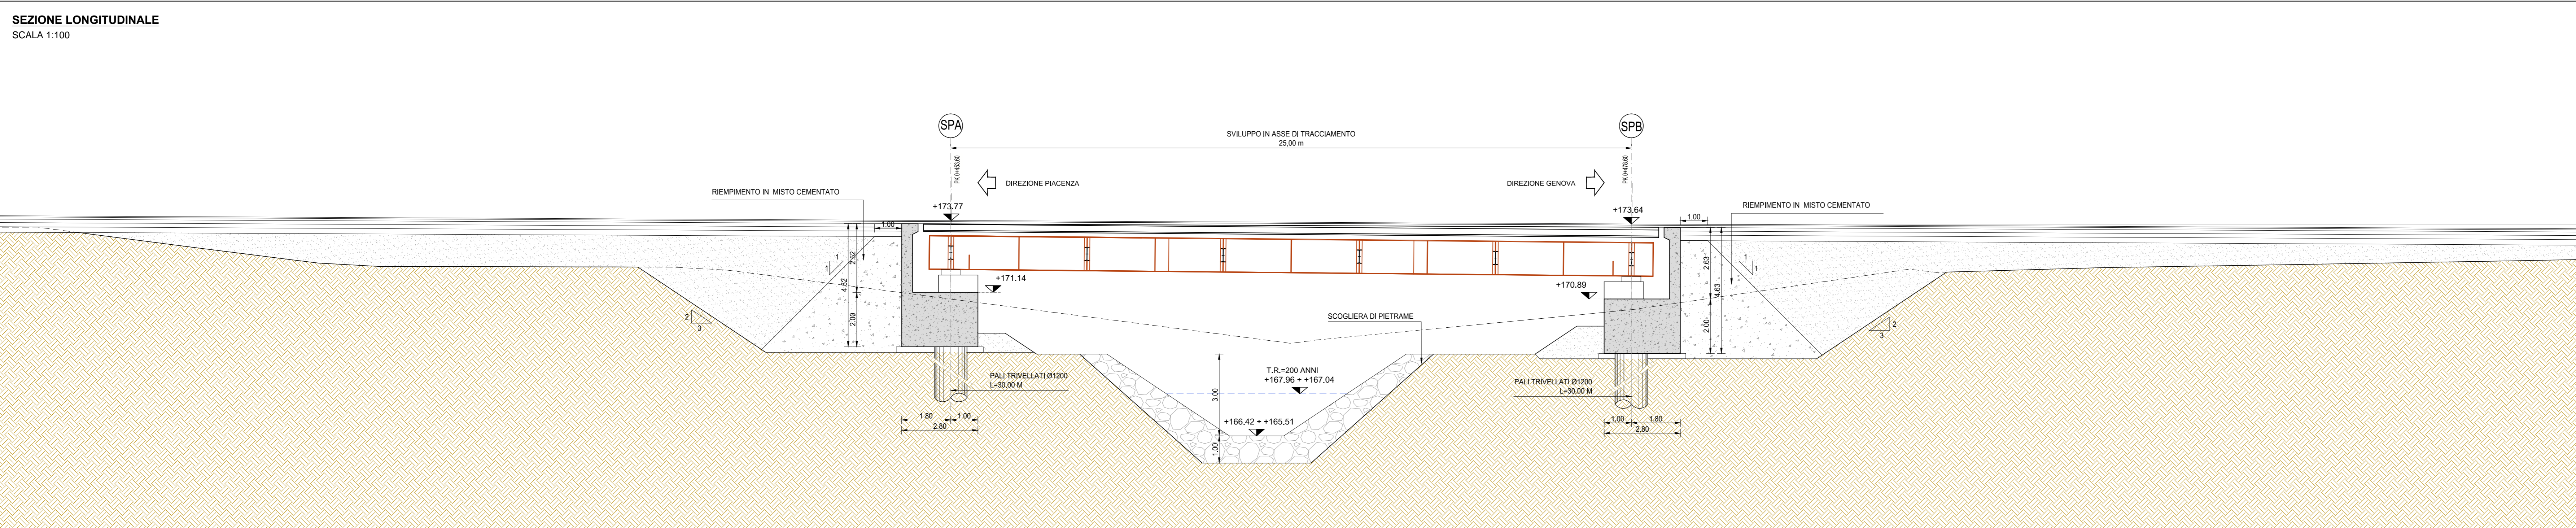 SEZIONE LONGITUDINALE
SCALA 1:100
SPA
SPB
SVILUPPO IN ASSE DI TRACCIAMENTO
25,00 m
PK 0+453,60
PK 0+478,60
DIREZIONE PIACENZA
DIREZIONE GENOVA
RIEMPIMENTO IN MISTO CEMENTATO
RIEMPIMENTO IN MISTO CEMENTATO
+173.77
+173.64
1.00
1.00
1
1
2.62
4.62
2.00
+171.14
+170.89
2.63
4.63
2.00
1
1
2
3
2
3
SCOGLIERA DI PIETRAME
T.R.=200 ANNI
+167.96 ÷ +167.04
3.00
+166.42 ÷ +165.51
1.00
PALI TRIVELLATI Ø1200
L=30.00 M
PALI TRIVELLATI Ø1200
L=30.00 M
1.80
1.00
2.80
1.00
1.80
2.80